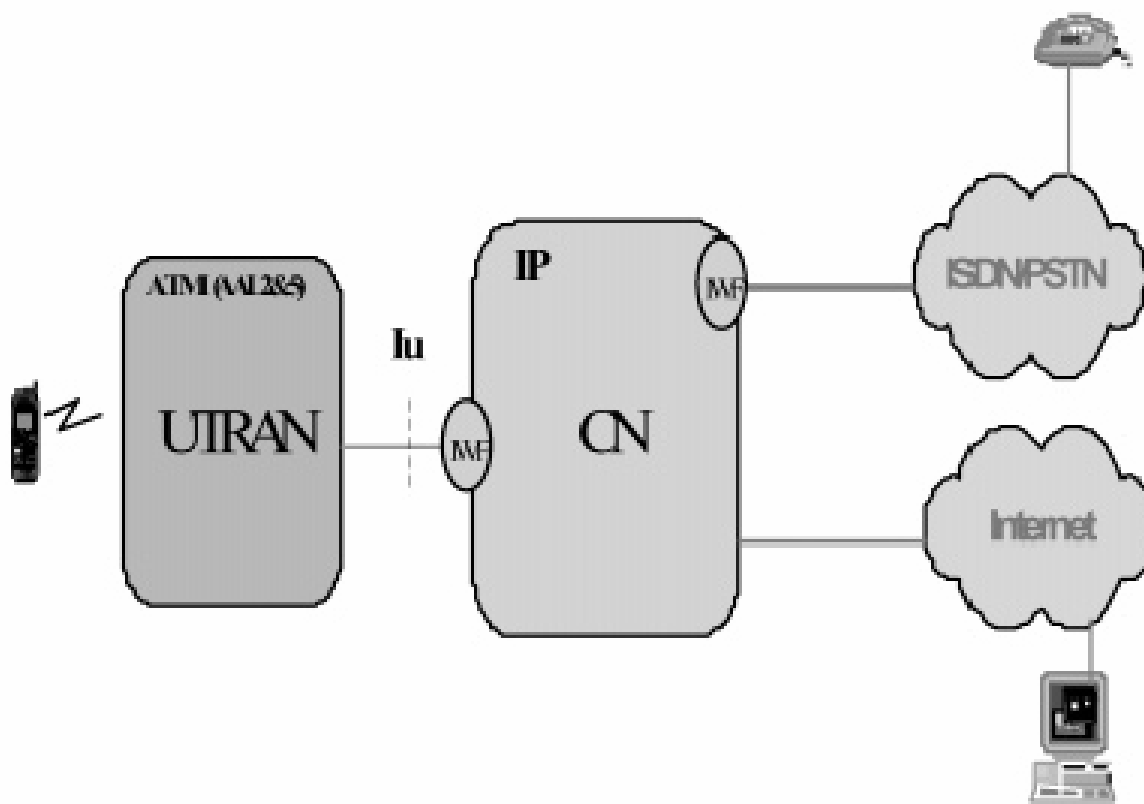 ATM (AAL2&5)
UTRAN
Iu
IWF
IP
CN
IWF
ISDN/PSTN
Internet